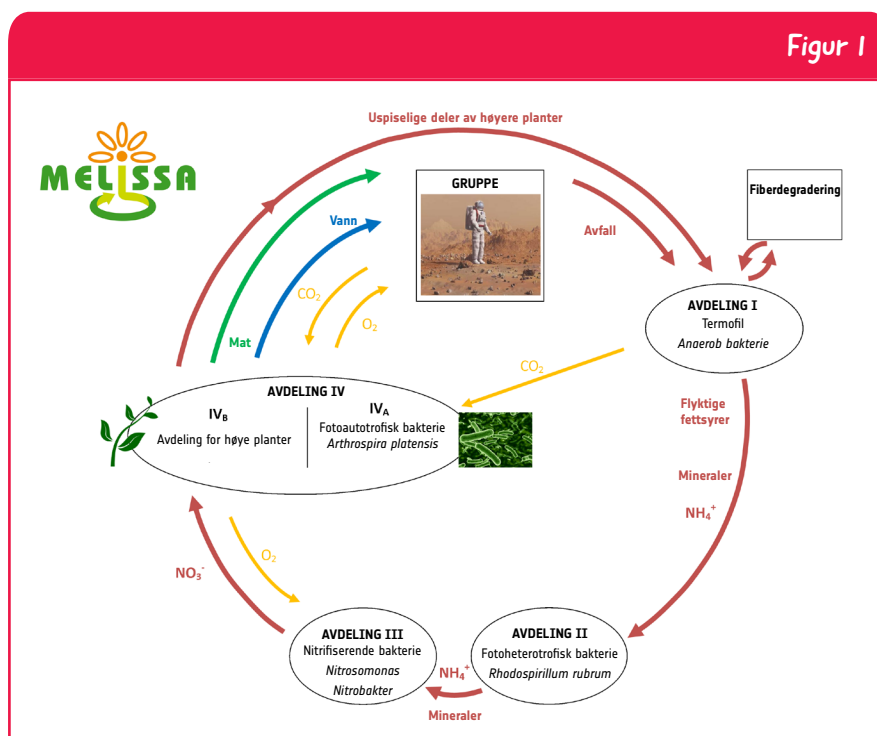 Figur 1
MELiSSA
Uspiselige deler av høyere planter
GRUPPE
Fiberdegradering
Vann
Avfall
CO₂
O₂
Mat
AVDELING I
Termofil
Anaerob bakterie
CO₂
AVDELING IV
IVB
Avdeling for høye planter
IVA
Fotoautotrofisk bakterie
Arthrospira platensis
Flyktige
fettsyrer
Mineraler
NH₄⁺
O₂
NO₃⁻
AVDELING III
Nitrifiserende bakterie
Nitrosomonas
Nitrobakter
AVDELING II
Fotoheterotrofisk bakterie
Rhodospirillum rubrum
NH₄⁺
Mineraler